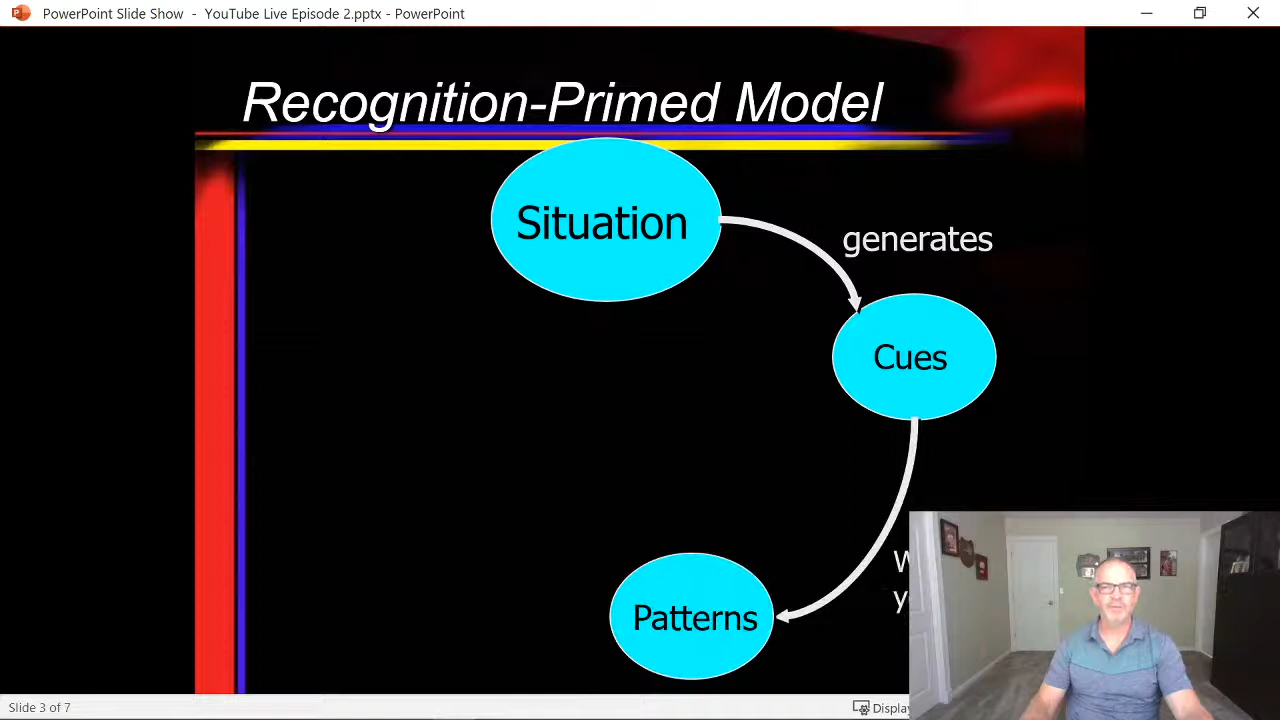 PowerPoint Slide Show - YouTube Live Episode 2.pptx - PowerPoint
Recognition-Primed Model
Situation
generates
Cues
Patterns
Slide 3 of 7
Display